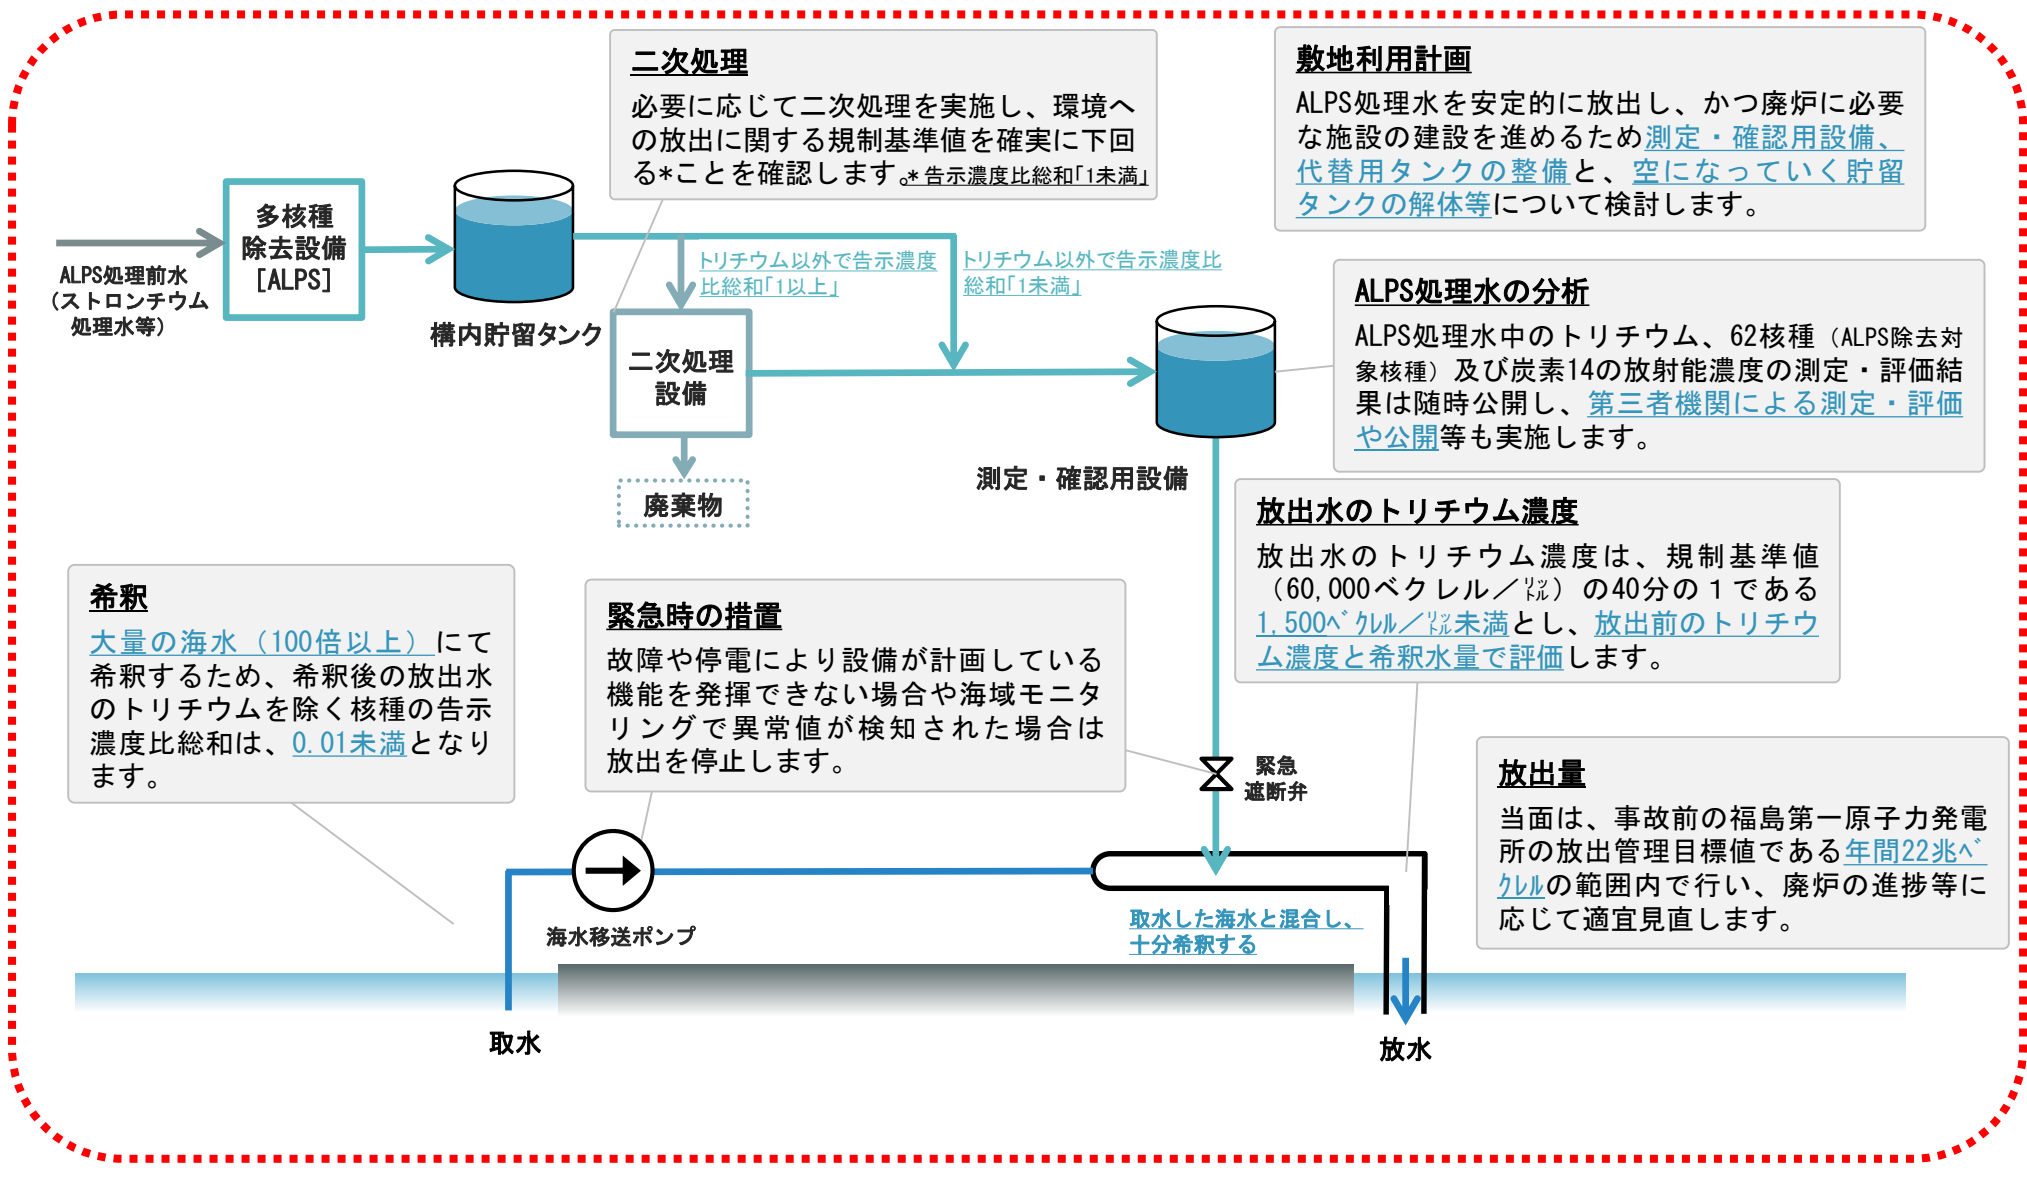 二次処理
必要に応じて二次処理を実施し、環境へ
の放出に関する規制基準値を確実に下回
る*ことを確認します。*告示濃度比総和「1未満」
敷地利用計画
ALPS処理水を安定的に放出し、かつ廃炉に必要
な施設の建設を進めるため測定・確認用設備、
代替用タンクの整備と、空になっていく貯留
タンクの解体等について検討します。
多核種
除去設備
[ALPS]
ALPS処理前水
（ストロンチウム
処理水等）
構内貯留タンク
トリチウム以外で告示濃度
比総和「1以上」
トリチウム以外で告示濃度比
総和「1未満」
二次処理
設備
廃棄物
測定・確認用設備
ALPS処理水の分析
ALPS処理水中のトリチウム、62核種（ALPS除去対
象核種）及び炭素14の放射能濃度の測定・評価結
果は随時公開し、第三者機関による測定・評価
や公開等も実施します。
放出水のトリチウム濃度
放出水のトリチウム濃度は、規制基準値
（60,000ベクレル／㍑）の40分の１である
1,500ﾍﾞｸﾚﾙ／㍑未満とし、放出前のトリチウ
ム濃度と希釈水量で評価します。
希釈
大量の海水（100倍以上）にて
希釈するため、希釈後の放出水
のトリチウムを除く核種の告示
濃度比総和は、0.01未満となり
ます。
緊急時の措置
故障や停電により設備が計画している
機能を発揮できない場合や海域モニタ
リングで異常値が検知された場合は
放出を停止します。
緊急
遮断弁
放出量
当面は、事故前の福島第一原子力発電
所の放出管理目標値である年間22兆ﾍﾞ
ｸﾚﾙの範囲内で行い、廃炉の進捗等に
応じて適宜見直します。
海水移送ポンプ
取水した海水と混合し、
十分希釈する
取水
放水